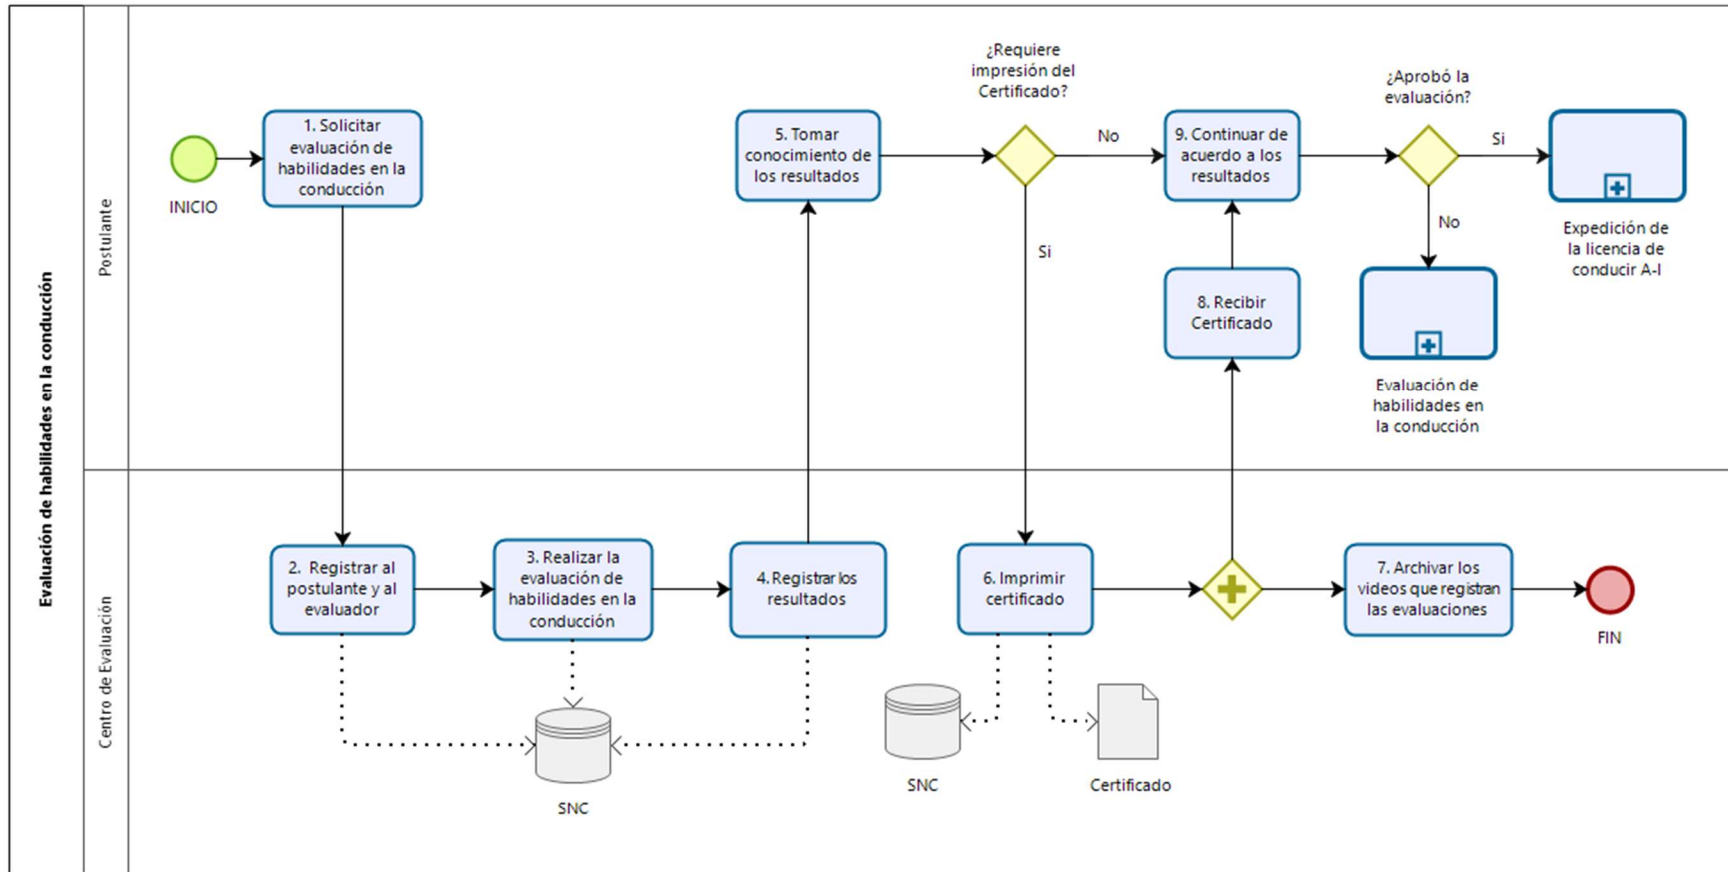 Evaluación de habilidades en la conducción
Postulante
INICIO
1. Solicitar
evaluación de
habilidades en la
conducción
5. Tomar
conocimiento de
los resultados
¿Requiere
impresión del
Certificado?
No
Si
9. Continuar de
acuerdo a los
resultados
¿Aprobó la
evaluación?
Si
No
Expedición de
la licencia de
conducir A-I
8. Recibir
Certificado
Evaluación de
habilidades en
la conducción
Centro de Evaluación
2. Registrar al
postulante y al
evaluador
3. Realizar la
evaluación de
habilidades en la
conducción
4. Registrar los
resultados
6. Imprimir
certificado
7. Archivar los
videos que registran
las evaluaciones
FIN
SNC
SNC
Certificado